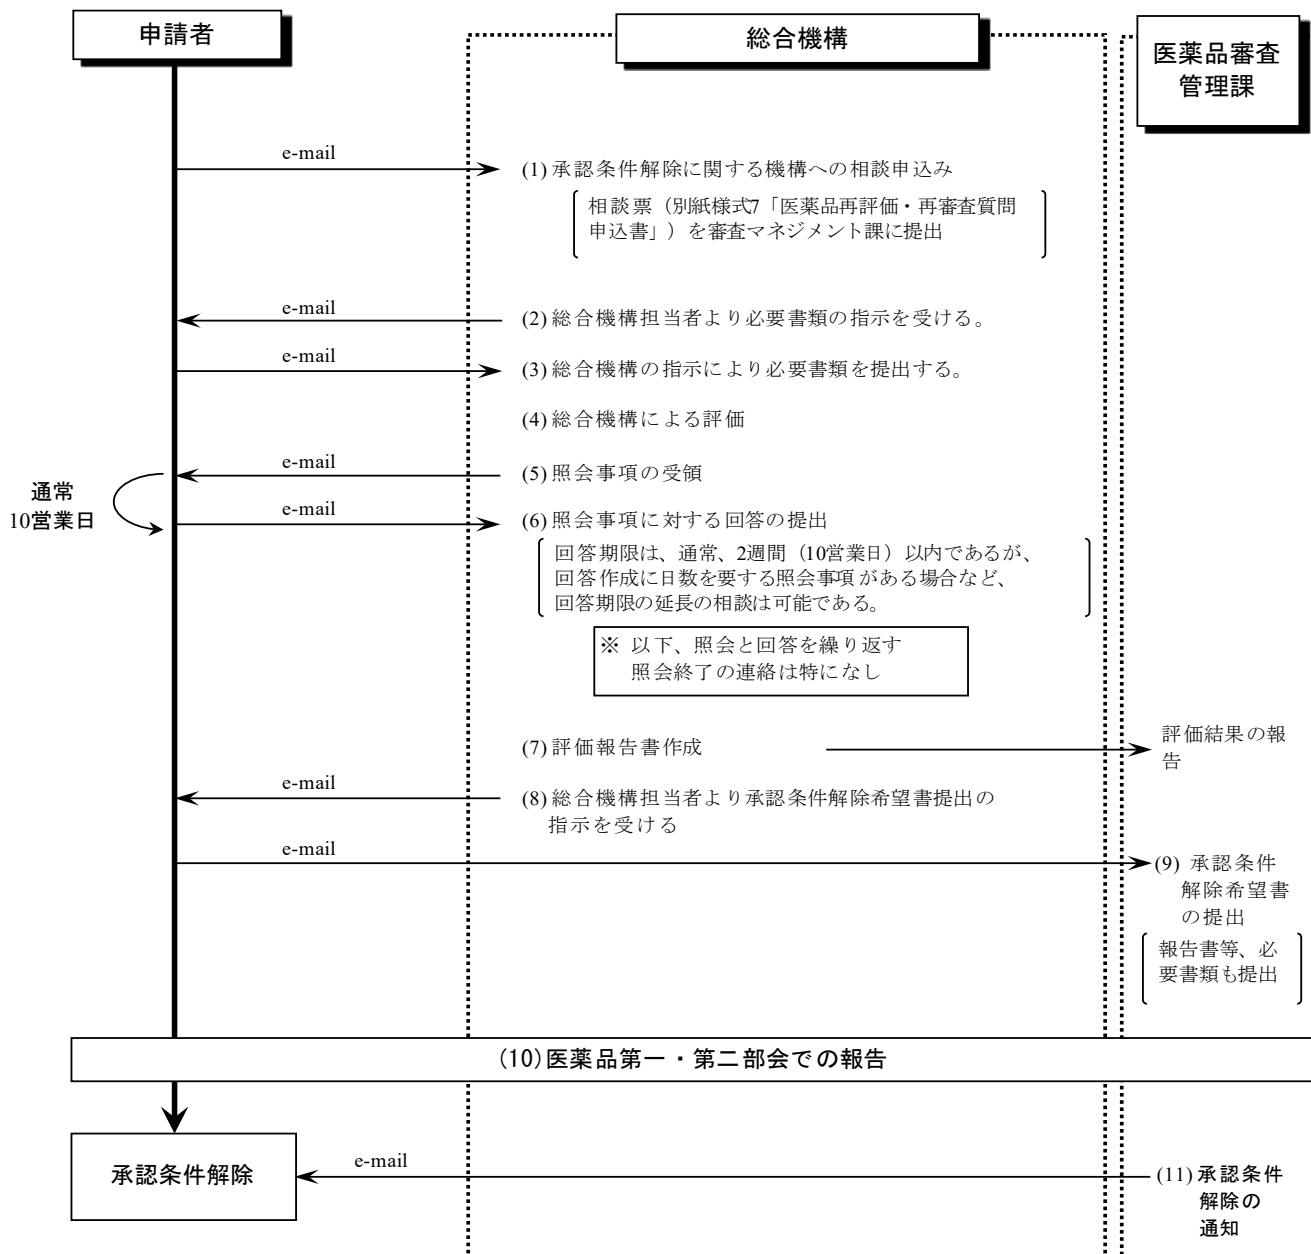 申請者
総合機構
医薬品審査
管理課
e-mail
(1) 承認条件解除に関する機構への相談申込み
相談票（別紙様式7「医薬品再評価・再審査質問
申込書」）を審査マネジメント課に提出
e-mail
(2) 総合機構担当者より必要書類の指示を受ける。
e-mail
(3) 総合機構の指示により必要書類を提出する。
(4) 総合機構による評価
e-mail
(5) 照会事項の受領
通常
10営業日
e-mail
(6) 照会事項に対する回答の提出
回答期限は、通常、2週間（10営業日）以内であるが、
回答作成に日数を要する照会事項がある場合など、
回答期限の延長の相談は可能である。
※ 以下、照会と回答を繰り返す
照会終了の連絡は特になし
(7) 評価報告書作成
評価結果の報
告
e-mail
(8) 総合機構担当者より承認条件解除希望書提出の
指示を受ける
e-mail
(9) 承認条件
解除希望書
の提出
報告書等、必
要書類も提出
(10)医薬品第一・第二部会での報告
承認条件解除
e-mail
(11) 承認条件
解除の
通知